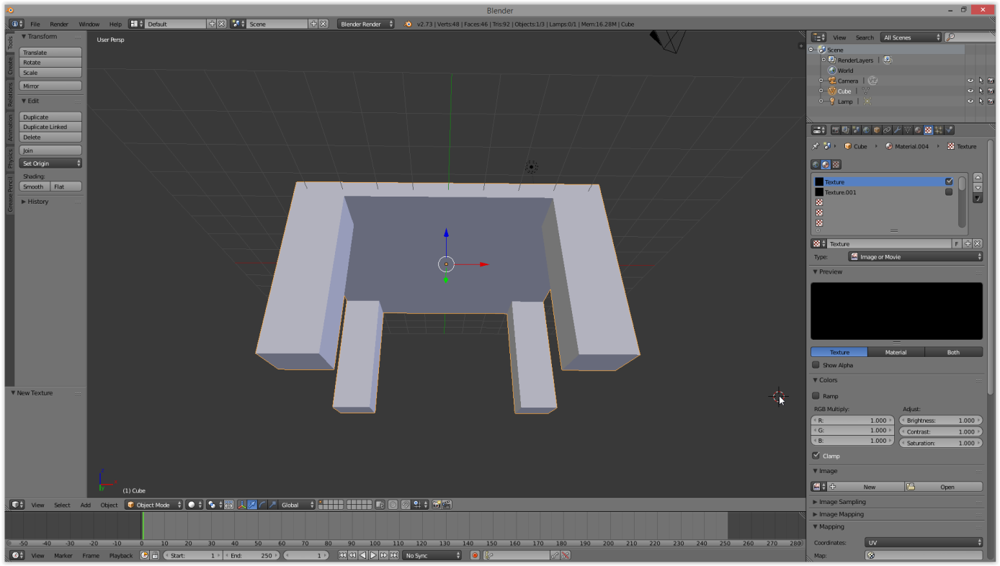 Blender
File Render Window Help Default Scene Blender Render v2.73 | Verts:48 | Faces:46 | Tris:92 | Objects:1/3 | Lamps:0/1 | Mem:16.28M | Cube
Tools
Create
Relations
Animation
Physics
Grease Pencil
Transform
Translate
Rotate
Scale
Mirror
Edit
Duplicate
Duplicate Linked
Delete
Join
Set Origin
Shading:
Smooth Flat
History
New Texture
User Persp
(1) Cube
View Select Add Object Object Mode Global
-50 -40 -30 -20 -10 0 10 20 30 40 50 60 70 80 90 100 110 120 130 140 150 160 170 180 190 200 210 220 230 240 250 260 270 280
View Marker Frame Playback Start: 1 End: 250 1 No Sync
View Search All Scenes
Scene
RenderLayers
World
Camera
Cube
Lamp
Cube Material.004 Texture
Texture
Texture.001
Texture F
Type: Image or Movie
Preview
Texture Material Both
Show Alpha
Colors
Ramp
RGB Multiply: Adjust:
R: 1.000 Brightness: 1.000
G: 1.000 Contrast: 1.000
B: 1.000 Saturation: 1.000
Clamp
Image
New Open
Image Sampling
Image Mapping
Mapping
Coordinates: UV
Map: